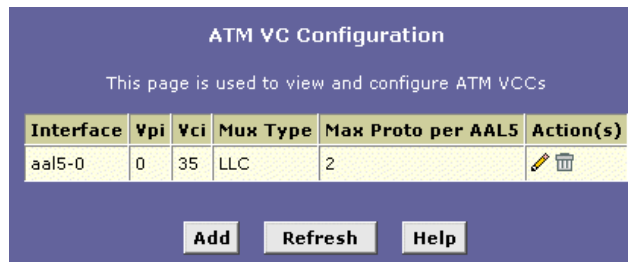 ATM VC Configuration
This page is used to view and configure ATM VCCs
Interface Vpi Vci Mux Type Max Proto per AAL5 Action(s)
aal5-0 0 35 LLC 2
Add Refresh Help